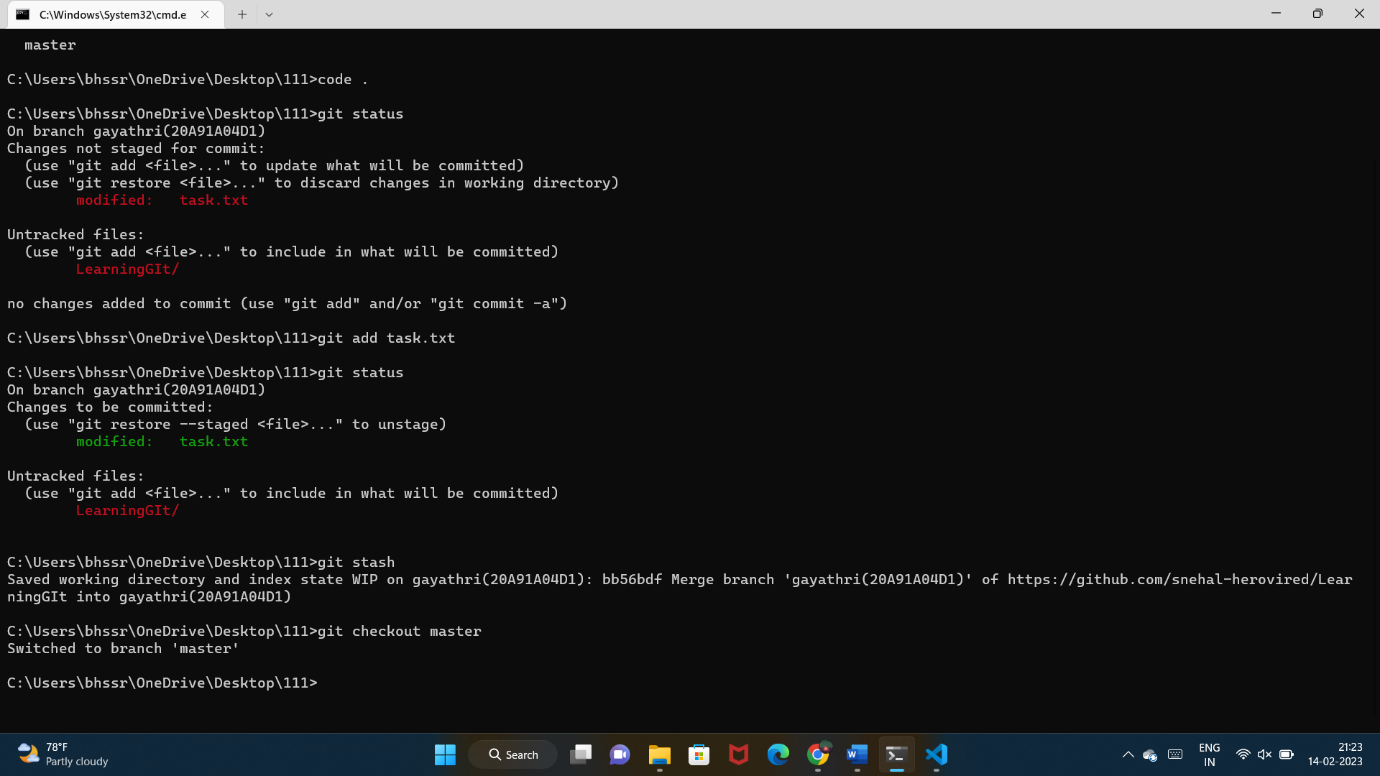 C:\Windows\System32\cmd.e
master
C:\Users\bhssr\OneDrive\Desktop\111>code .
C:\Users\bhssr\OneDrive\Desktop\111>git status
On branch gayathri(20A91A04D1)
Changes not staged for commit:
(use "git add <file>..." to update what will be committed)
(use "git restore <file>..." to discard changes in working directory)
modified:   task.txt
Untracked files:
(use "git add <file>..." to include in what will be committed)
LearningGIt/
no changes added to commit (use "git add" and/or "git commit -a")
C:\Users\bhssr\OneDrive\Desktop\111>git add task.txt
C:\Users\bhssr\OneDrive\Desktop\111>git status
On branch gayathri(20A91A04D1)
Changes to be committed:
(use "git restore --staged <file>..." to unstage)
modified:   task.txt
Untracked files:
(use "git add <file>..." to include in what will be committed)
LearningGIt/
C:\Users\bhssr\OneDrive\Desktop\111>git stash
Saved working directory and index state WIP on gayathri(20A91A04D1): bb56bdf Merge branch 'gayathri(20A91A04D1)' of https://github.com/snehal-herovired/Lear
ningGIt into gayathri(20A91A04D1)
C:\Users\bhssr\OneDrive\Desktop\111>git checkout master
Switched to branch 'master'
C:\Users\bhssr\OneDrive\Desktop\111>
78°F
Partly cloudy
Search
ENG
IN
21:23
14-02-2023